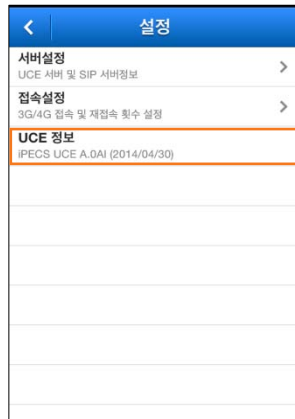 설정
서버설정
UCE 서버 및 SIP 서버정보
접속설정
3G/4G 접속 및 재접속 횟수 설정
UCE 정보
iPECS UCE A.0AI (2014/04/30)